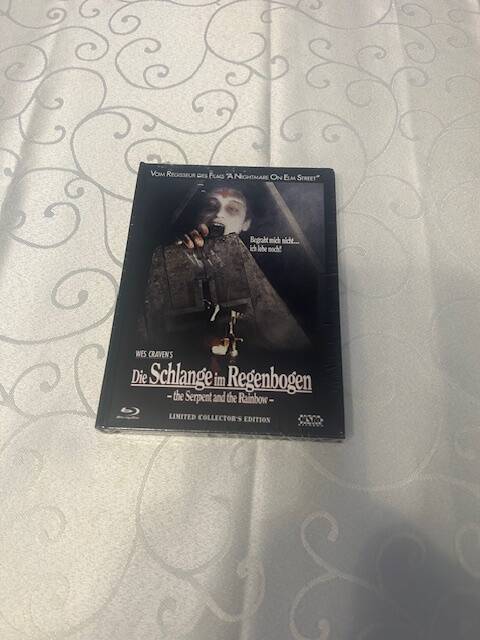 VOM REGISSEUR DES FILMS "A NIGHTMARE ON ELM STREET"
Begrabt mich nicht...
ich lebe noch!
WES CRAVEN'S
Die Schlange im Regenbogen
- the Serpent and the Rainbow -
LIMITED COLLECTOR'S EDITION